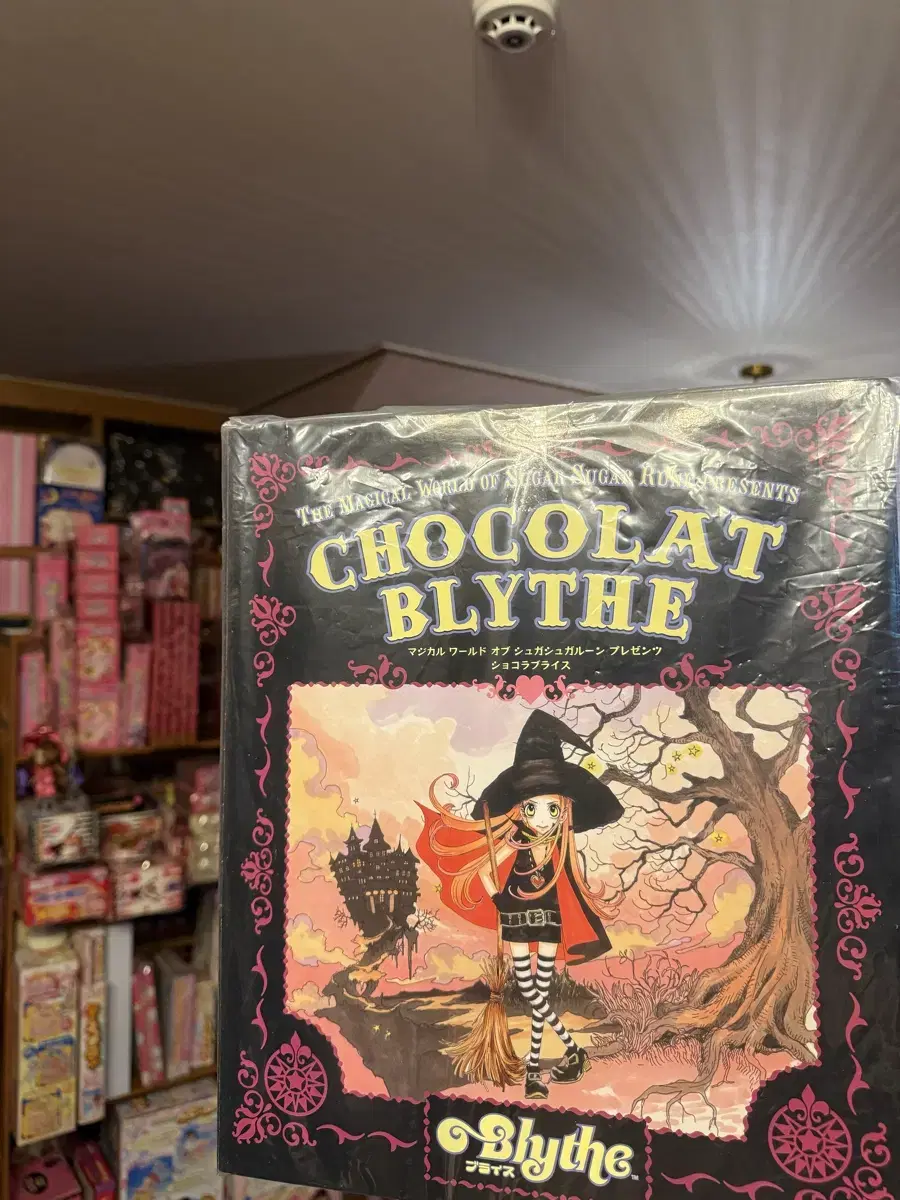 THE MAGICAL WORLD OF SUGAR SUGAR RUNE PRESENTS
CHOCOLAT
BLYTHE
マジカル ワールド オブ シュガシュガルーン プレゼンツ
ショコラブライス
Blythe
ブライス
TM